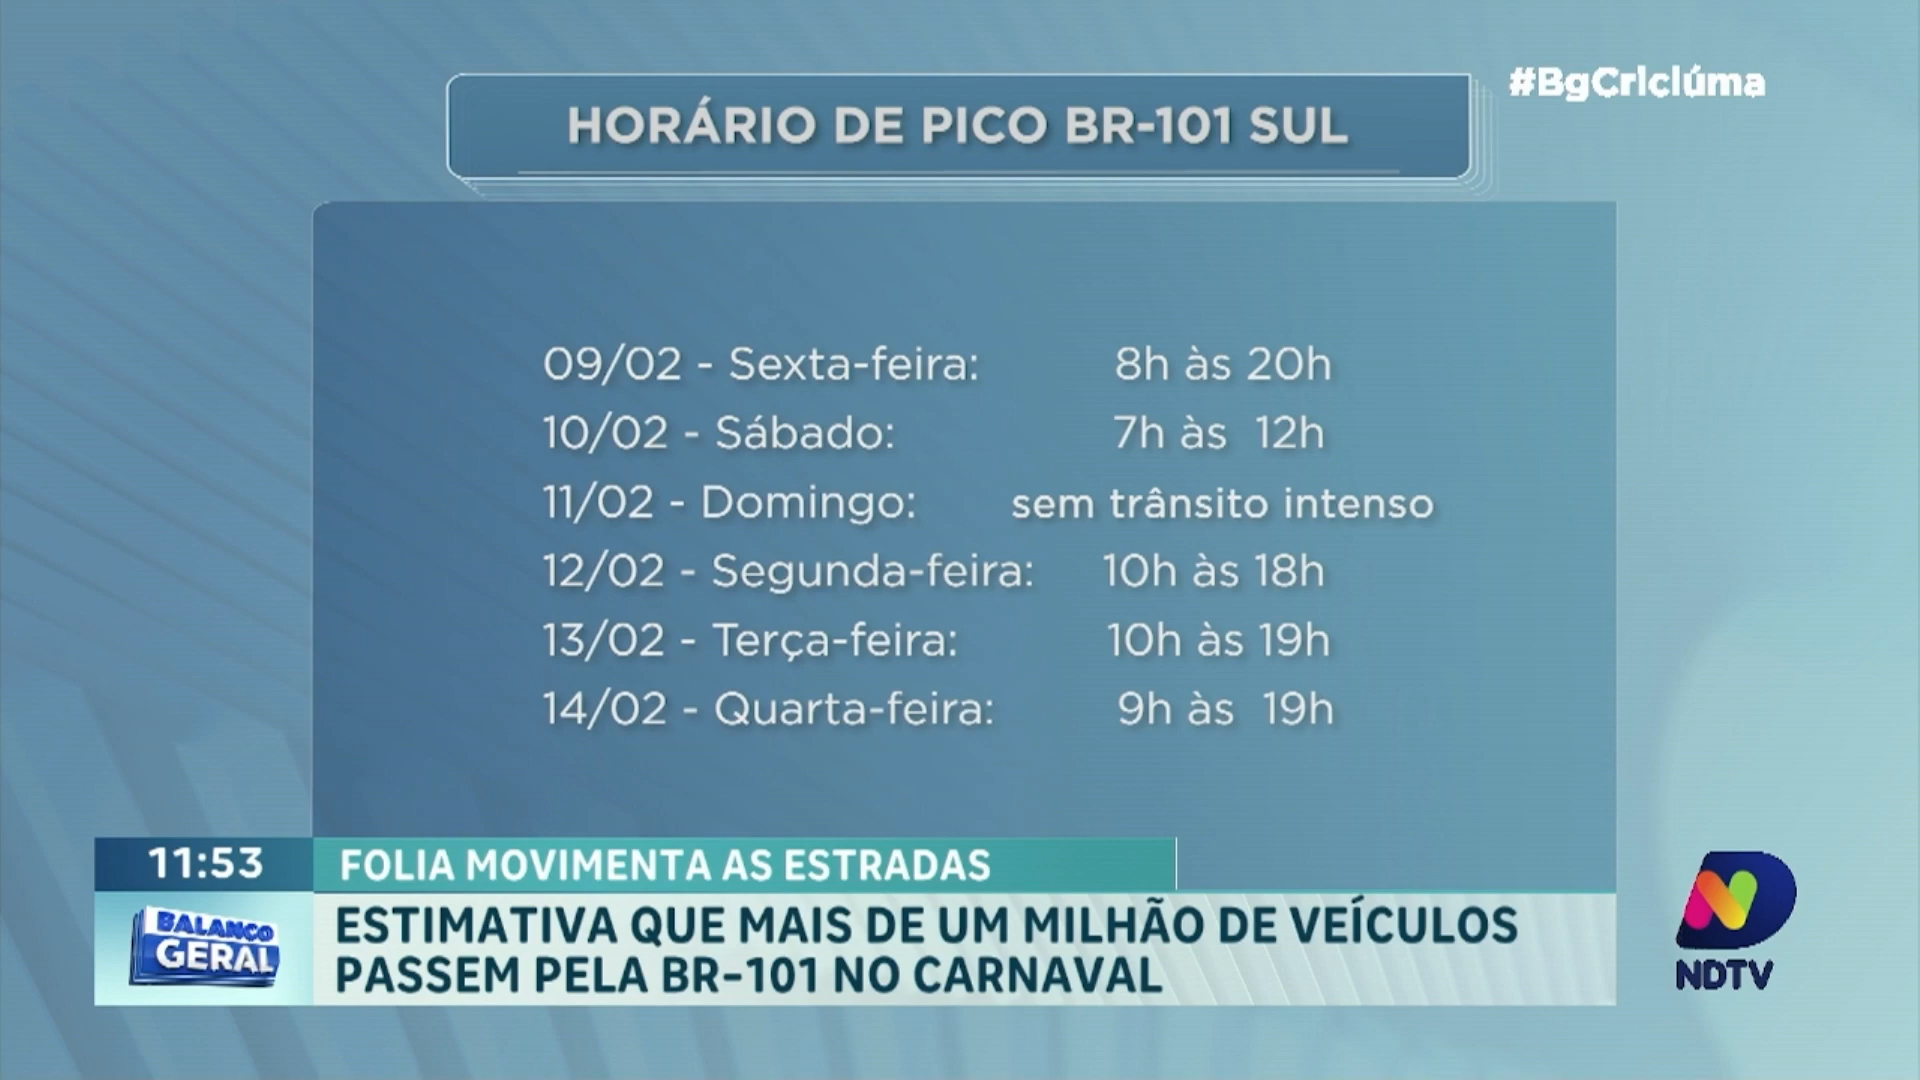 #BgCriciúma
HORÁRIO DE PICO BR-101 SUL
09/02 - Sexta-feira: 8h às 20h
10/02 - Sábado: 7h às 12h
11/02 - Domingo: sem trânsito intenso
12/02 - Segunda-feira: 10h às 18h
13/02 - Terça-feira: 10h às 19h
14/02 - Quarta-feira: 9h às 19h
11:53
FOLIA MOVIMENTA AS ESTRADAS
BALANÇO
GERAL
ESTIMATIVA QUE MAIS DE UM MILHÃO DE VEÍCULOS
PASSEM PELA BR-101 NO CARNAVAL
NDTV